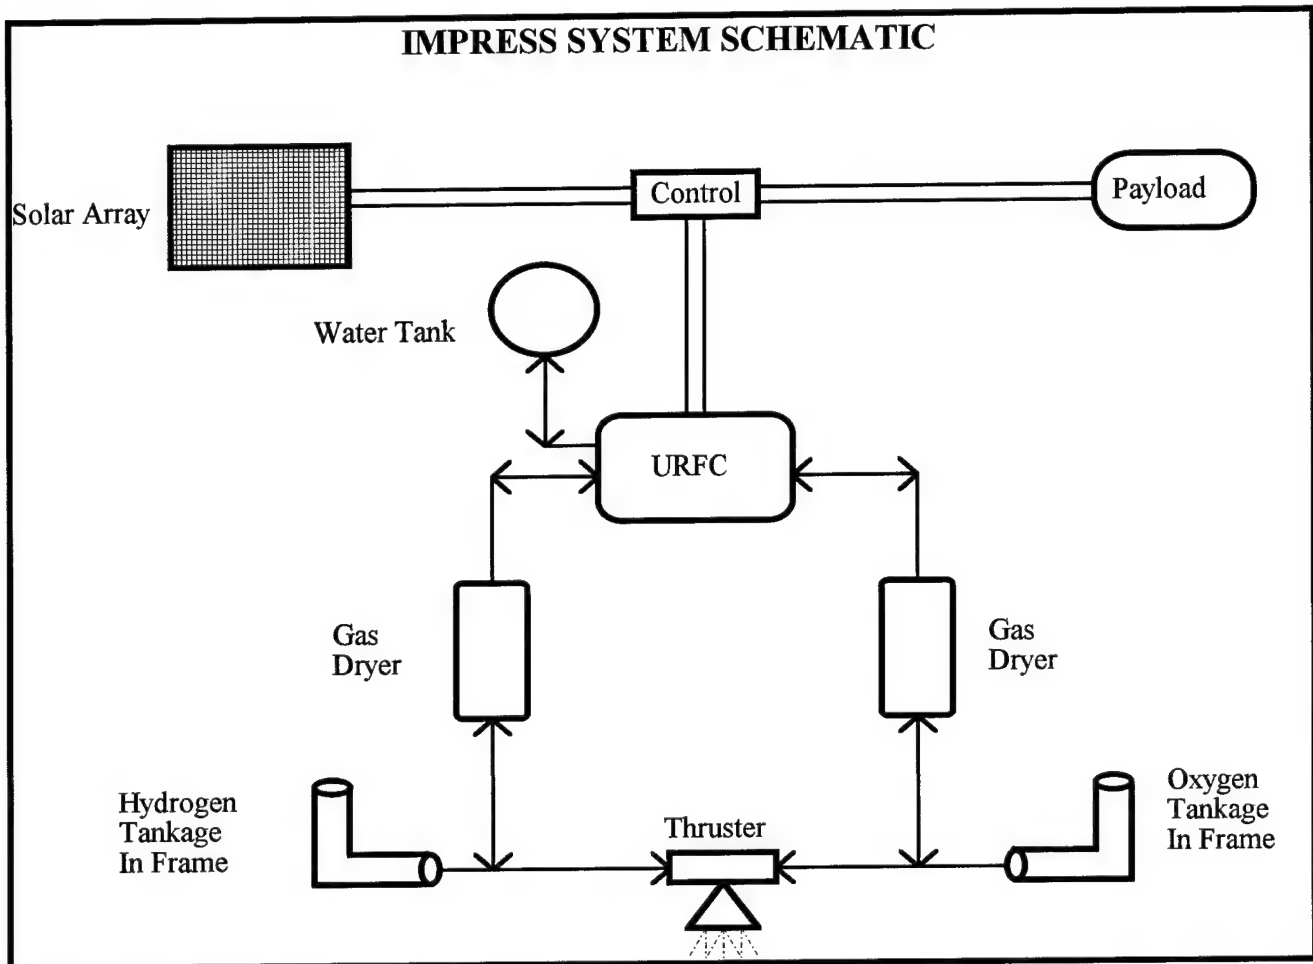 IMPRESS SYSTEM SCHEMATIC
Solar Array
Control
Payload
Water Tank
URFC
Gas
Dryer
Gas
Dryer
Hydrogen
Tankage
In Frame
Thruster
Oxygen
Tankage
In Frame